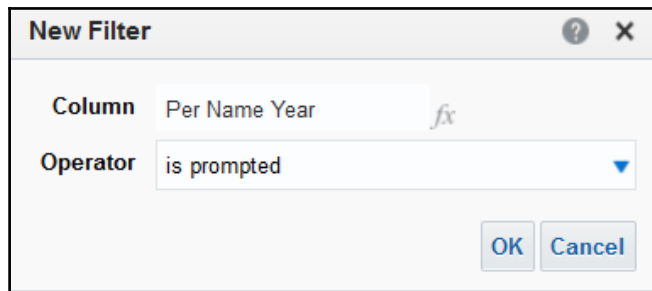 New Filter ?
Column Per Name Year fx
Operator is prompted
OK Cancel